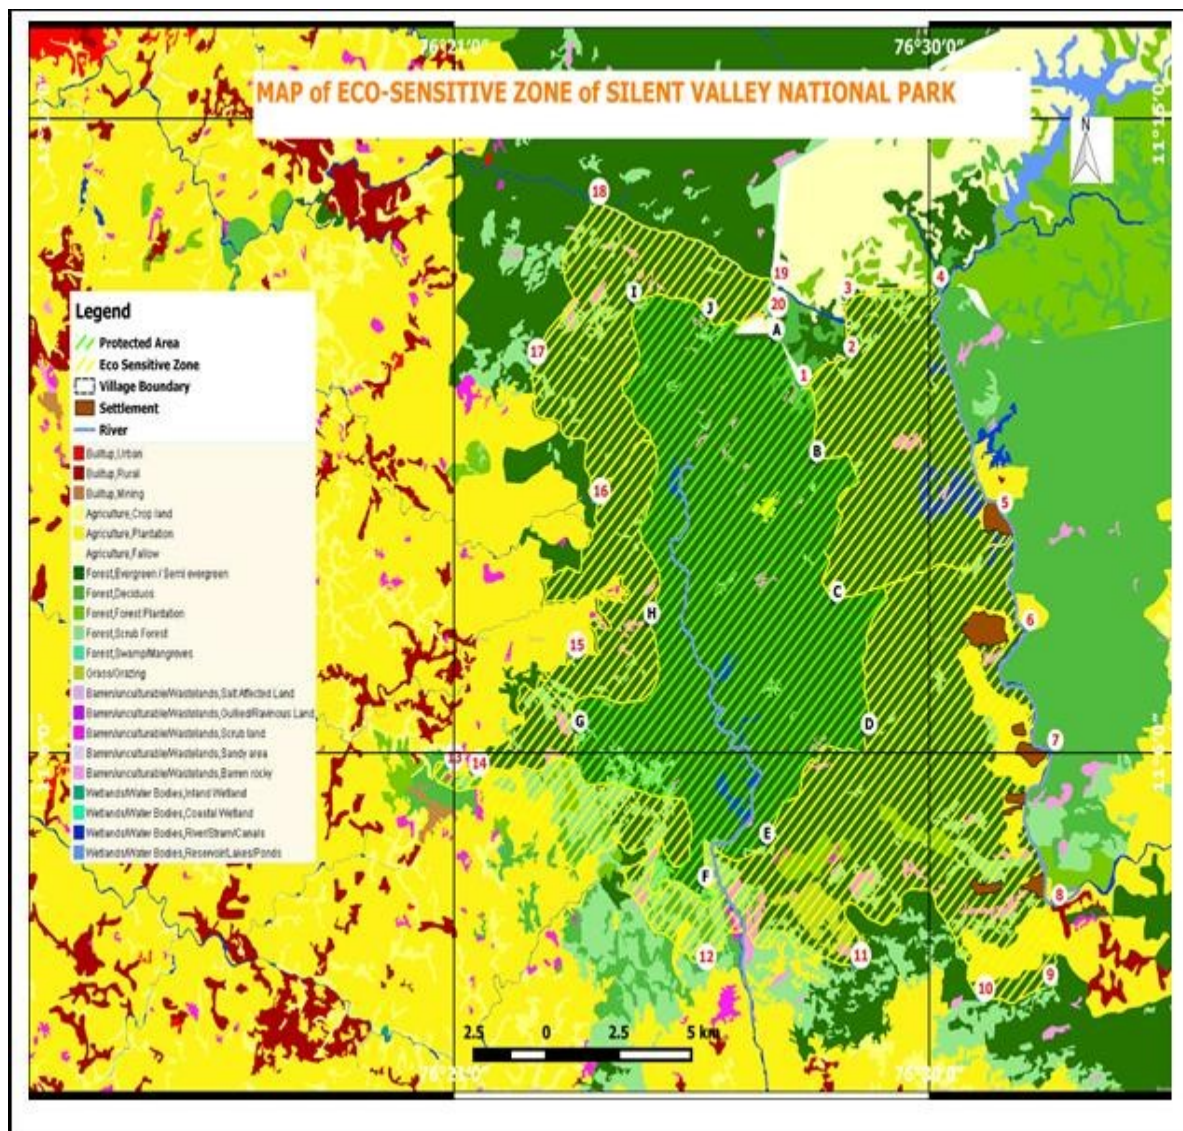 76°21'0"
76°30'0"
MAP of ECO-SENSITIVE ZONE of SILENT VALLEY NATIONAL PARK
11°16'0"
N
18
19
4
3
I
20
J
A
2
17
1
B
16
5
C
H
6
15
G
D
7
13
14
E
F
8
12
11
9
10
Legend
Protected Area
Eco Sensitive Zone
Village Boundary
Settlement
River
Builtup,Urban
Builtup,Rural
Builtup,Mining
Agriculture,Crop land
Agriculture,Plantation
Agriculture,Fallow
Forest,Evergreen / Semi evergreen
Forest,Deciduos
Forest,Forest Plantation
Forest,Scrub Forest
Forest,Swamp/Mangroves
Grass/Grazing
Barren/unculturable/Wastelands,Salt Affected Land
Barren/unculturable/Wastelands,Gullied/Ravinous Land
Barren/unculturable/Wastelands,Scrub land
Barren/unculturable/Wastelands,Sandy area
Barren/unculturable/Wastelands,Barren rocky
Wetlands/Water Bodies,Inland Wetland
Wetlands/Water Bodies,Coastal Wetland
Wetlands/Water Bodies,River/Stram/Canals
Wetlands/Water Bodies,Reservoir/Lakes/Ponds
2.5 0 2.5 5 km
76°21'0"
76°30'0"